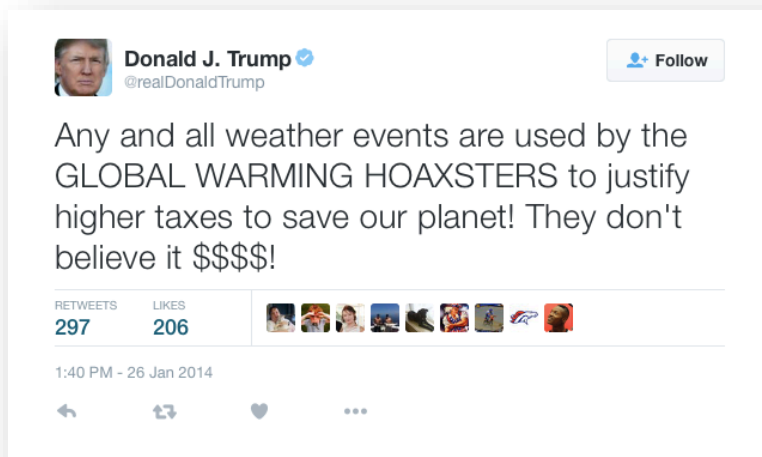 Donald J. Trump
@realDonaldTrump
Follow
Any and all weather events are used by the
GLOBAL WARMING HOAXSTERS to justify
higher taxes to save our planet! They don't
believe it $$$$!
RETWEETS LIKES
297 206
1:40 PM - 26 Jan 2014